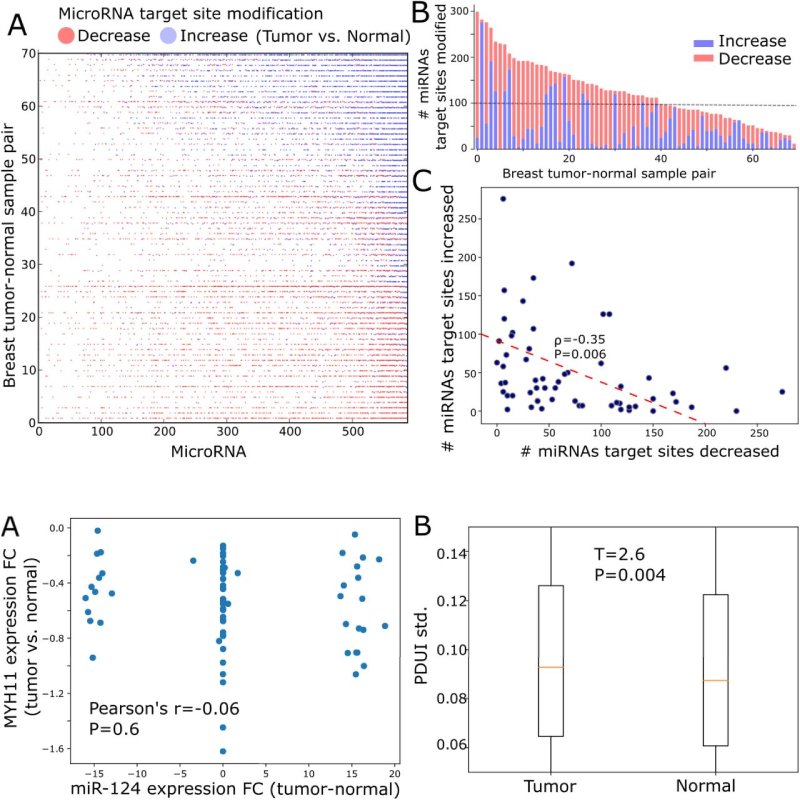 A
MicroRNA target site modification
Decrease Increase (Tumor vs. Normal)
Breast tumor-normal sample pair
70
60
50
40
30
20
10
0
0 100 200 300 400 500
MicroRNA
B
# miRNAs
target sites modified
300
250
200
150
100
50
0
Increase
Decrease
0 20 40 60
Breast tumor-normal sample pair
C
# miRNAs target sites increased
250
200
150
100
50
0
ρ=-0.35
P=0.006
0 50 100 150 200 250
# miRNAs target sites decreased
A
MYH11 expression FC
(tumor vs. normal)
0.0
−0.4
−0.8
−1.2
−1.6
Pearson's r=-0.06
P=0.6
−15 −10 −5 0 5 10 15 20
miR-124 expression FC (tumor-normal)
B
PDUI std.
0.14
0.12
0.10
0.08
0.06
T=2.6
P=0.004
Tumor Normal